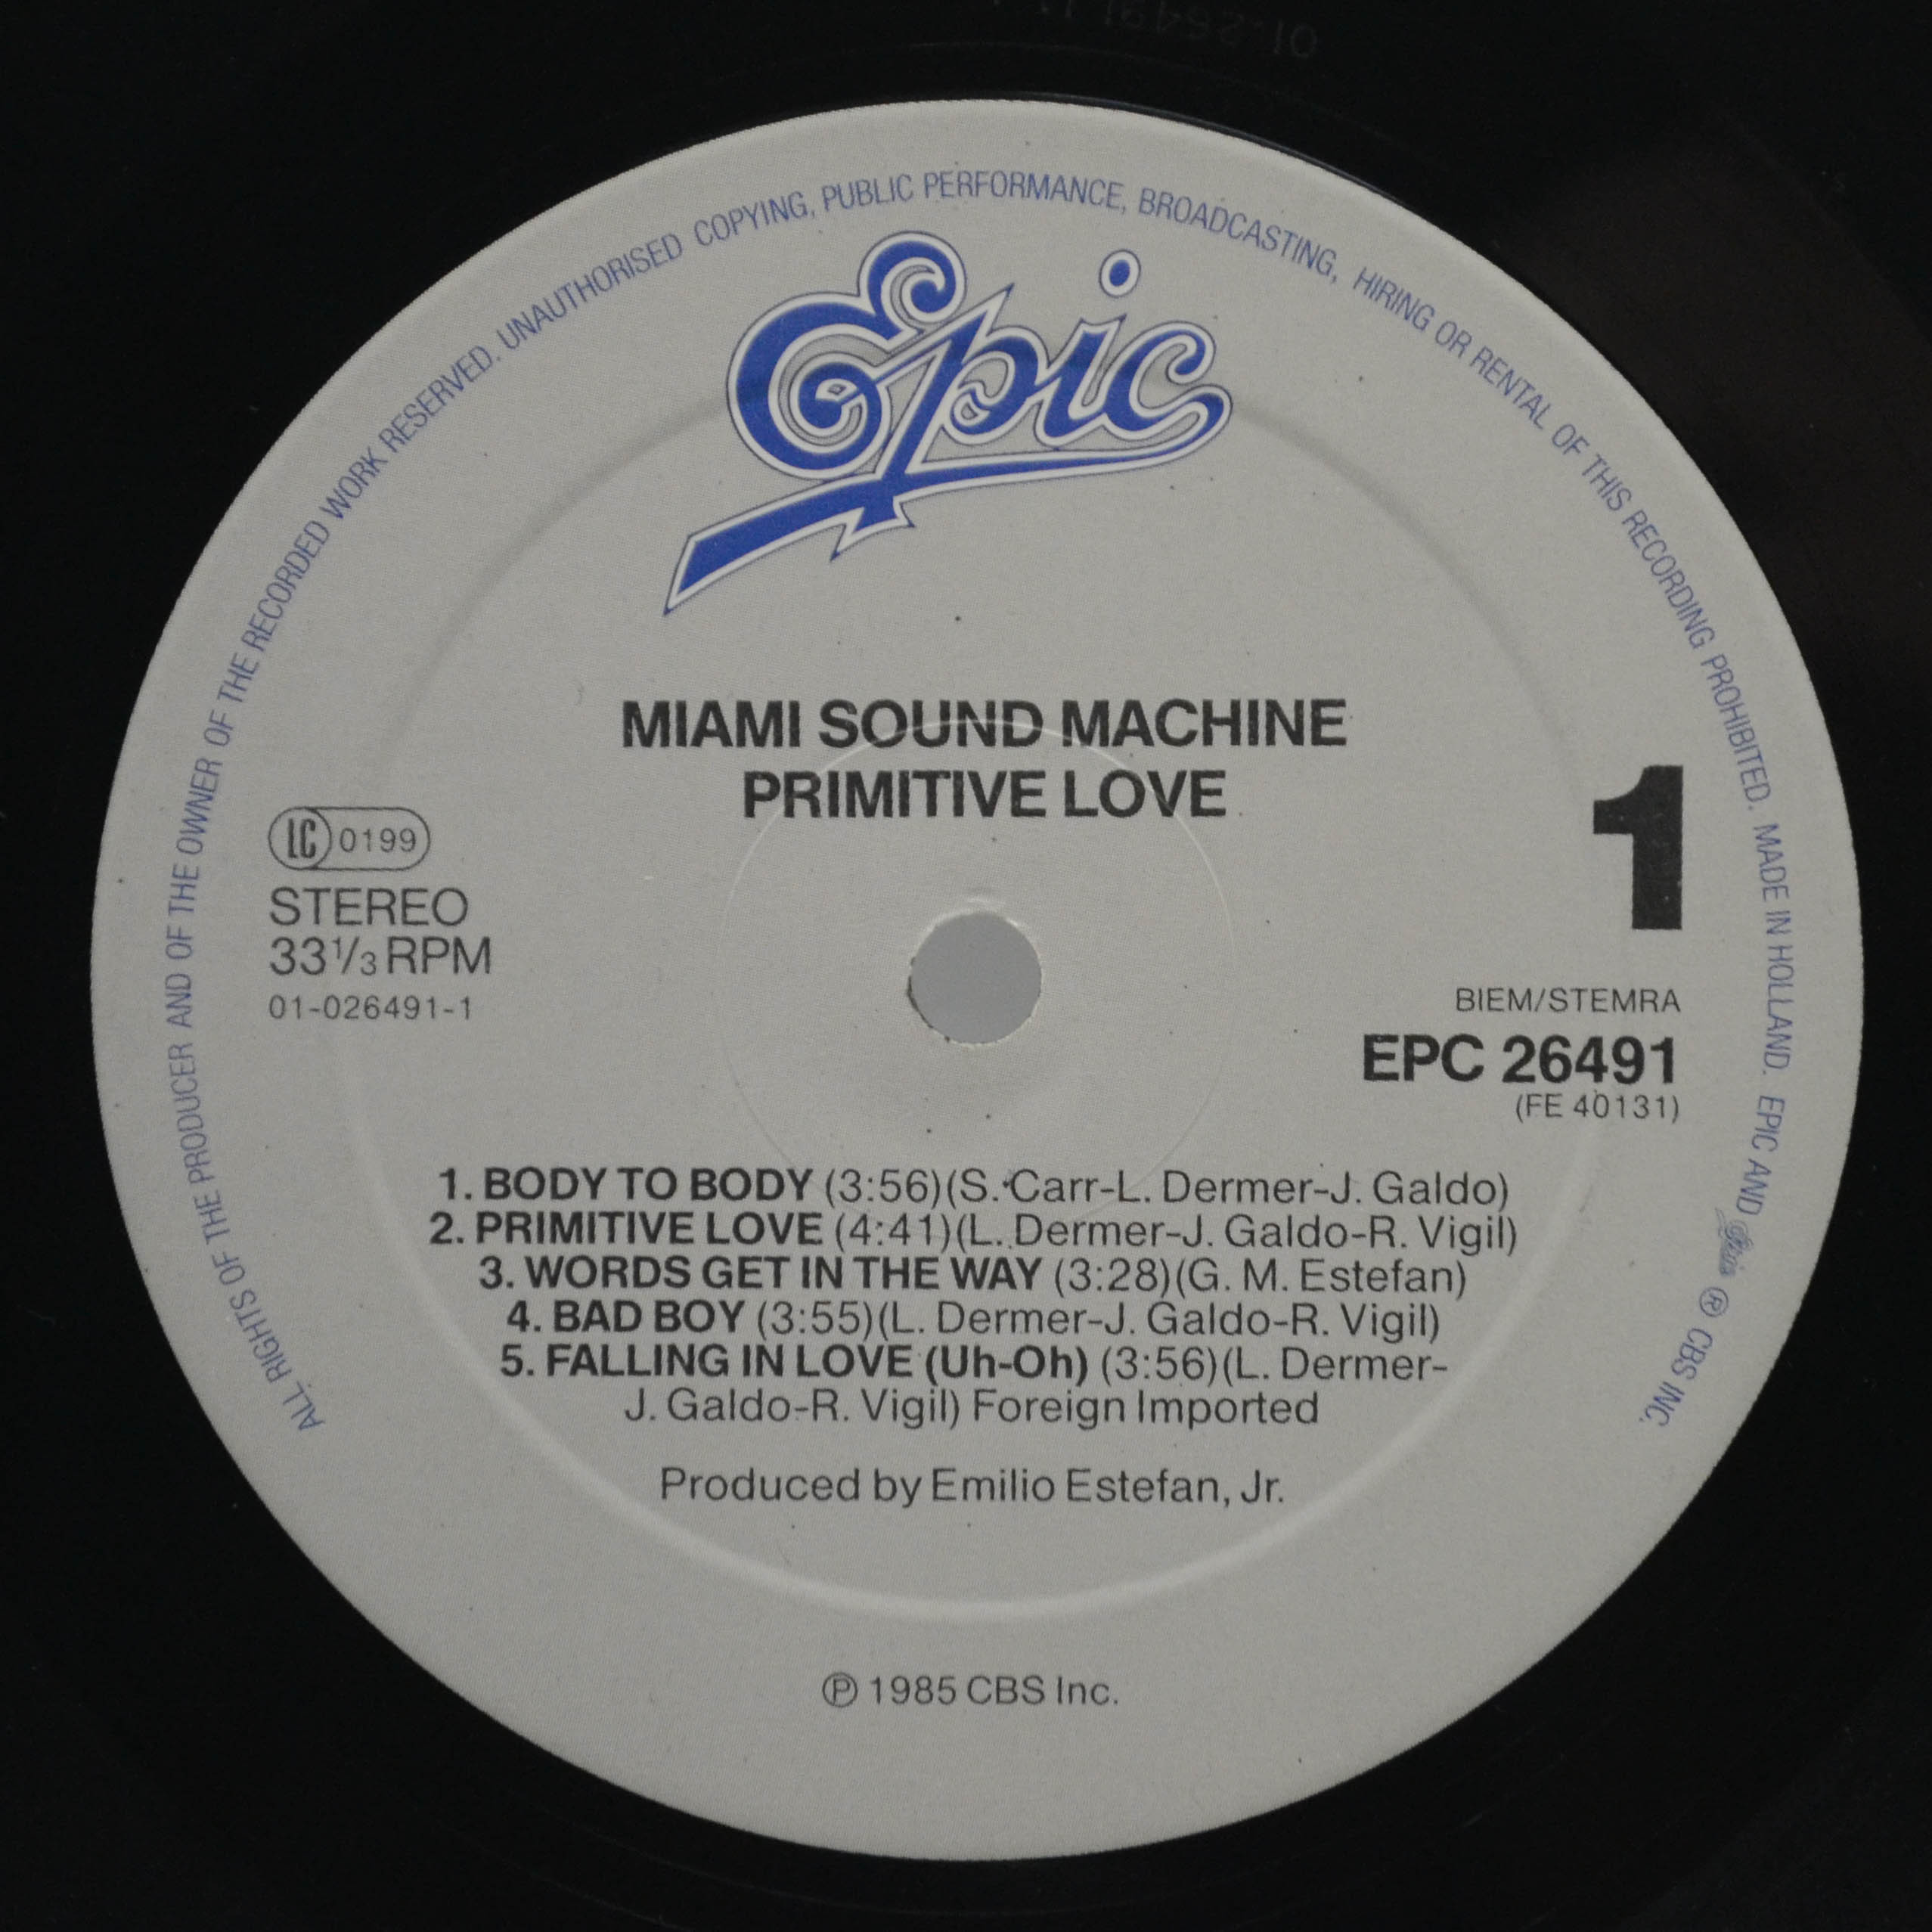 ALL RIGHTS OF THE PRODUCER AND OF THE OWNER OF THE RECORDED WORK RESERVED. UNAUTHORISED COPYING, PUBLIC PERFORMANCE, BROADCASTING, HIRING OR RENTAL OF THIS RECORDING PROHIBITED. MADE IN HOLLAND. EPIC AND Epic ® CBS INC.
Epic
MIAMI SOUND MACHINE
PRIMITIVE LOVE
1
LC 0199
STEREO
33 1/3 RPM
01-026491-1
BIEM/STEMRA
EPC 26491
(FE 40131)
1. BODY TO BODY (3:56)(S. Carr-L. Dermer-J. Galdo)
2. PRIMITIVE LOVE (4:41)(L. Dermer-J. Galdo-R. Vigil)
3. WORDS GET IN THE WAY (3:28)(G. M. Estefan)
4. BAD BOY (3:55)(L. Dermer-J. Galdo-R. Vigil)
5. FALLING IN LOVE (Uh-Oh) (3:56)(L. Dermer-
J. Galdo-R. Vigil) Foreign Imported
Produced by Emilio Estefan, Jr.
℗ 1985 CBS Inc.